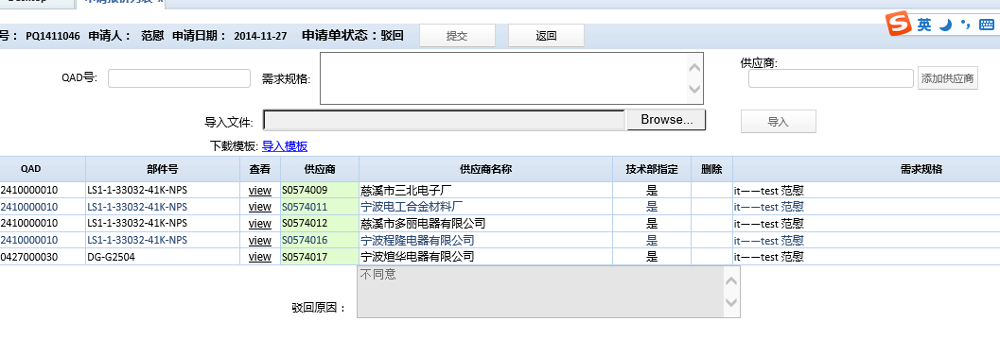 号： PQ1411046 申请人： 范慰 申请日期： 2014-11-27 申请单状态：驳回 提交 返回
英
QAD号: 需求规格: 供应商: 添加供应商
导入文件: Browse... 导入
下载模板: 导入模板
QAD 部件号 查看 供应商 供应商名称 技术部指定 删除 需求规格
2410000010 LS1-1-33032-41K-NPS view S0574009 慈溪市三北电子厂 是 it——test 范慰
2410000010 LS1-1-33032-41K-NPS view S0574011 宁波电工合金材料厂 是 it——test 范慰
2410000010 LS1-1-33032-41K-NPS view S0574012 慈溪市多丽电器有限公司 是 it——test 范慰
2410000010 LS1-1-33032-41K-NPS view S0574016 宁波程隆电器有限公司 是 it——test 范慰
0427000030 DG-G2504 view S0574017 宁波煊华电器有限公司 是 it——test 范慰
不同意
驳回原因：